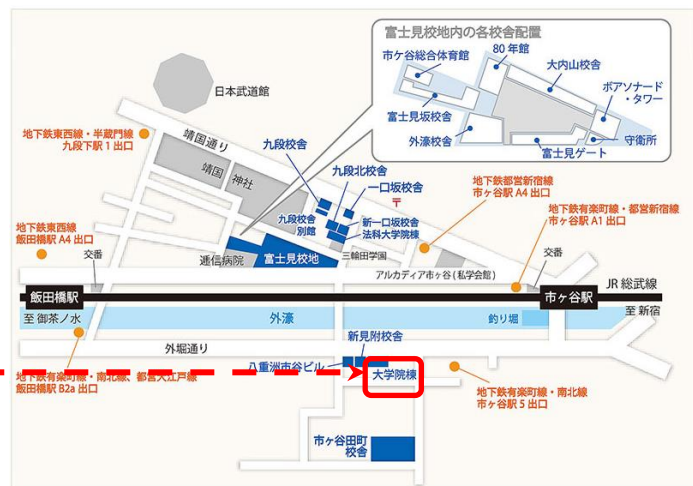 富士見校地内の各校舎配置
80 年館
市ケ谷総合体育館
大内山校舎
ボアソナード
・タワー
富士見坂校舎
外濠校舎
富士見ゲート
守衛所
日本武道館
地下鉄東西線・半蔵門線
九段下駅 1 出口
靖国通り
靖国
神社
九段校舎
九段北校舎
一口坂校舎
〒
地下鉄都営新宿線
市ヶ谷駅 A4 出口
九段校舎
別館
新一口坂校舎
法科大学院棟
地下鉄有楽町線・都営新宿線
市ヶ谷駅 A1 出口
地下鉄東西線
飯田橋駅 A4 出口
交番
逓信病院
富士見校地
三輪田学園
アルカディア市ヶ谷 (私学会館)
交番
JR 総武線
飯田橋駅
市ヶ谷駅
至 御茶ノ水
外濠
釣り堀
至 新宿
外堀通り
新見附校舎
八重洲市谷ビル
大学院棟
地下鉄有楽町線・南北線、都営大江戸線
飯田橋駅 B2a 出口
地下鉄有楽町線・南北線
市ヶ谷駅 5 出口
市ヶ谷田町
校舎